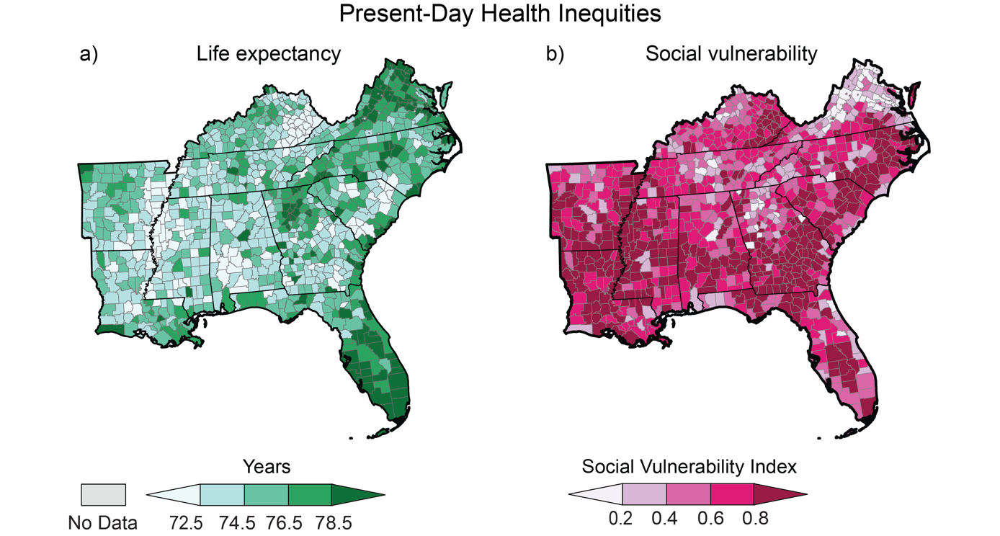 Present-Day Health Inequities
a) Life expectancy
b) Social vulnerability
Years
No Data
72.5 74.5 76.5 78.5
Social Vulnerability Index
0.2 0.4 0.6 0.8